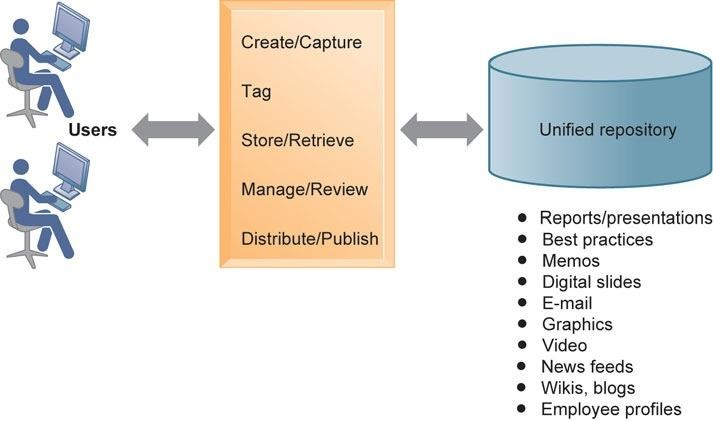 Users
Create/Capture
Tag
Store/Retrieve
Manage/Review
Distribute/Publish
Unified repository
• Reports/presentations
• Best practices
• Memos
• Digital slides
• E-mail
• Graphics
• Video
• News feeds
• Wikis, blogs
• Employee profiles